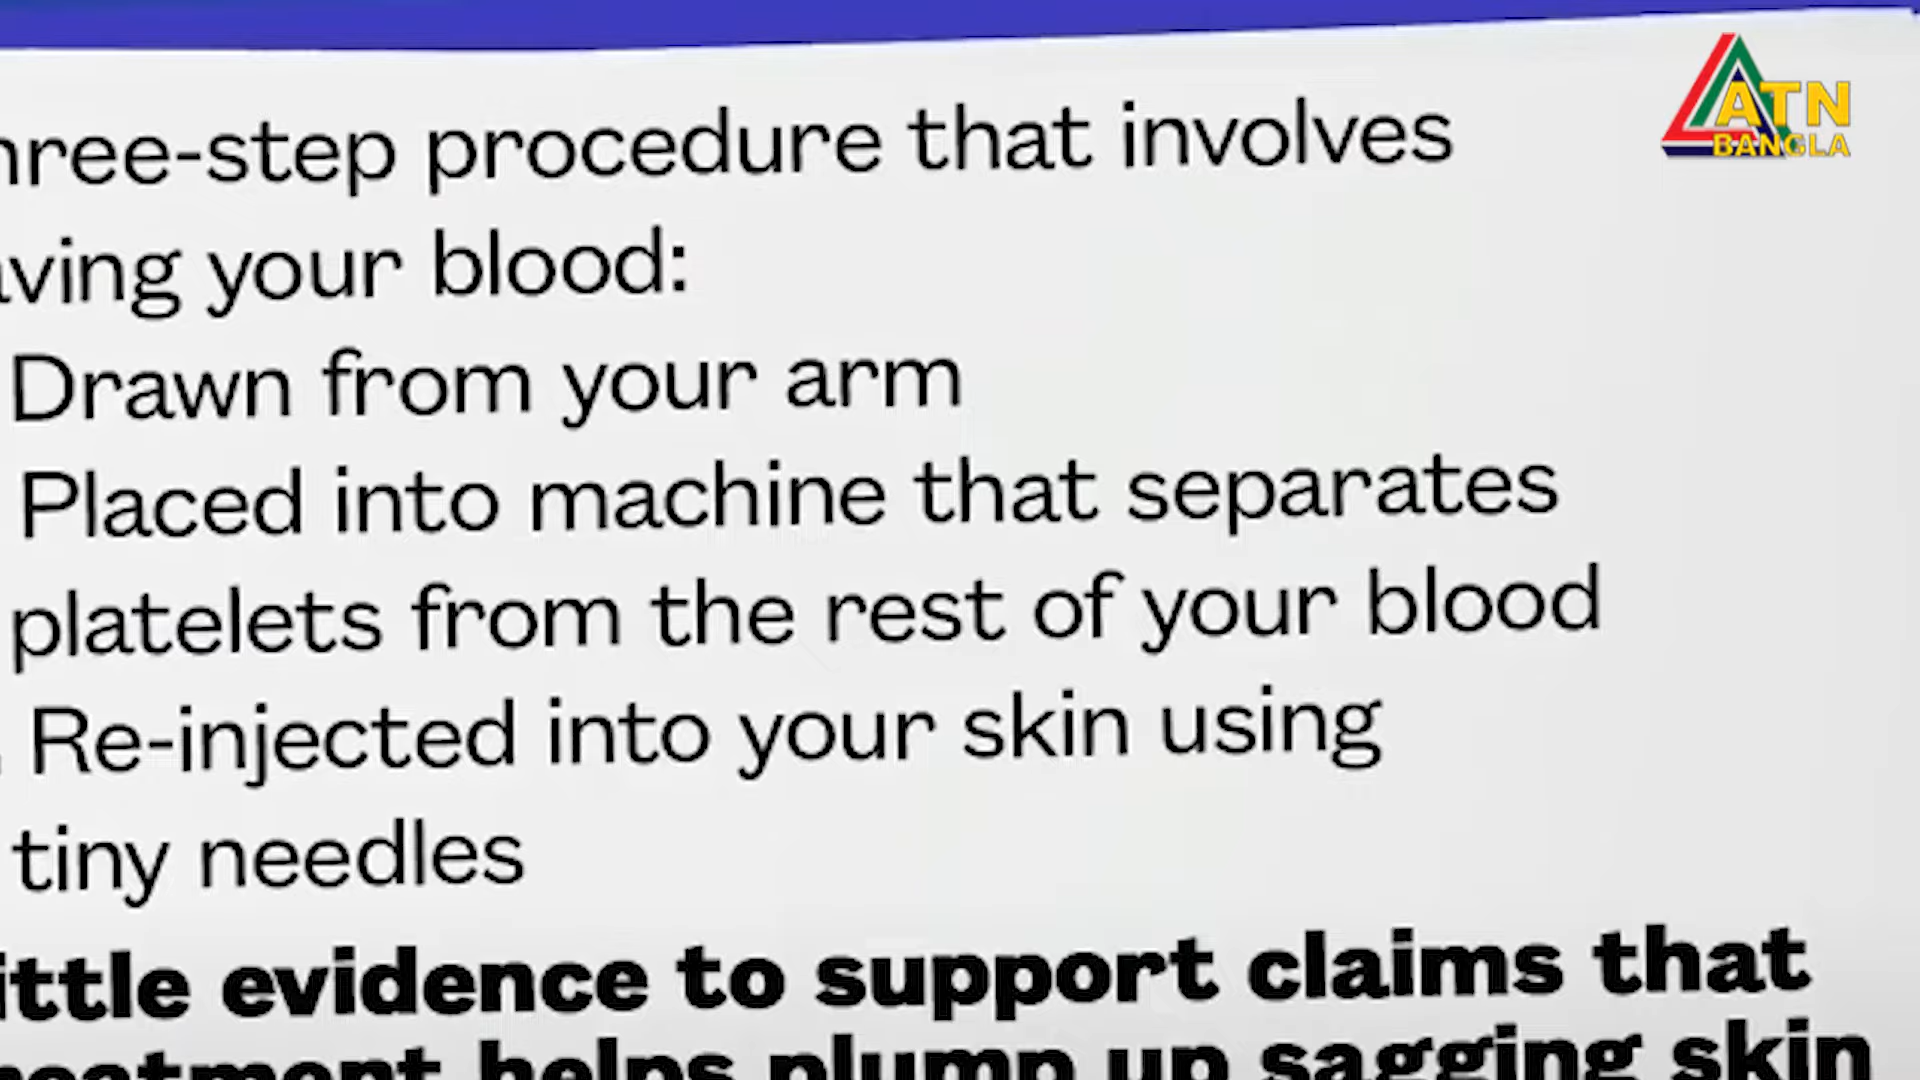 hree-step procedure that involves
aving your blood:
Drawn from your arm
Placed into machine that separates
platelets from the rest of your blood
. Re-injected into your skin using
tiny needles
ittle evidence to support claims that
reatment helps plump up sagging skin
ATN
BANGLA